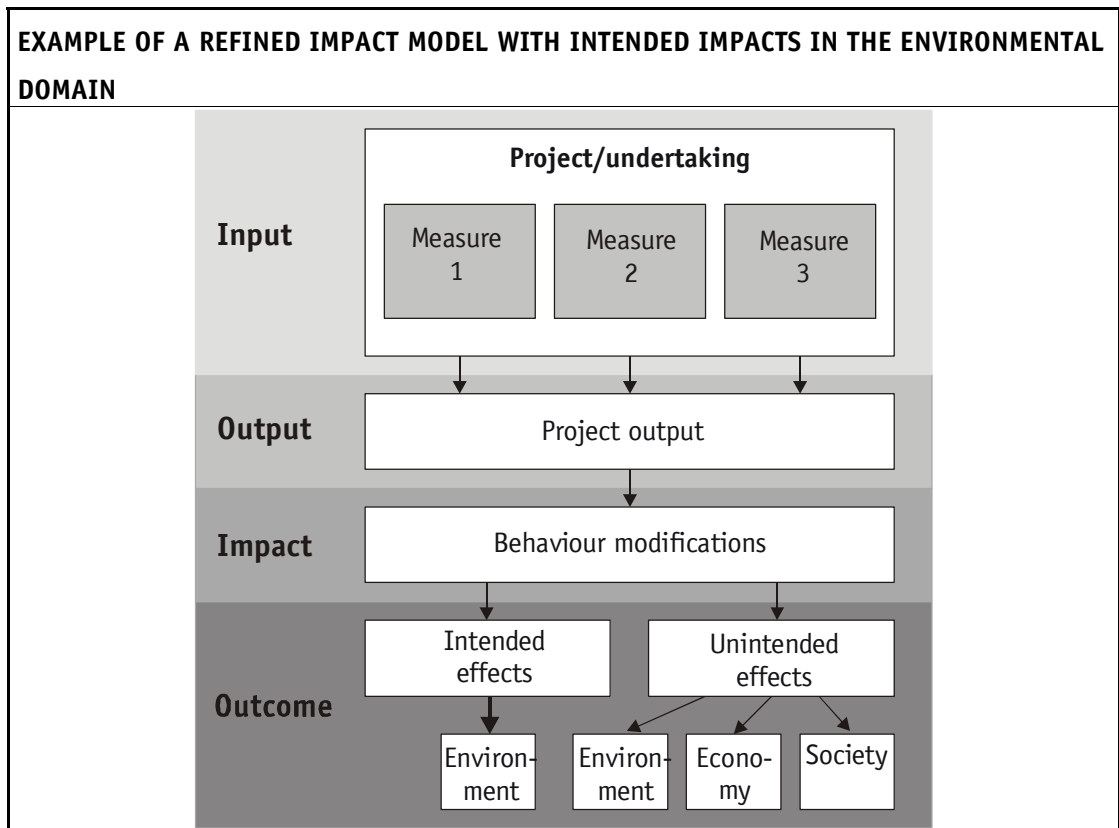 EXAMPLE OF A REFINED IMPACT MODEL WITH INTENDED IMPACTS IN THE ENVIRONMENTAL
DOMAIN
Project/undertaking
Input
Measure
1
Measure
2
Measure
3
Output
Project output
Impact
Behaviour modifications
Outcome
Intended
effects
Unintended
effects
Environ-
ment
Environ-
ment
Econo-
my
Society